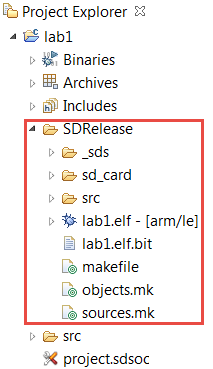 Project Explorer
lab1
Binaries
Archives
Includes
SDRelease
_sds
sd_card
src
lab1.elf - [arm/le]
lab1.elf.bit
makefile
objects.mk
sources.mk
src
project.sdsoc